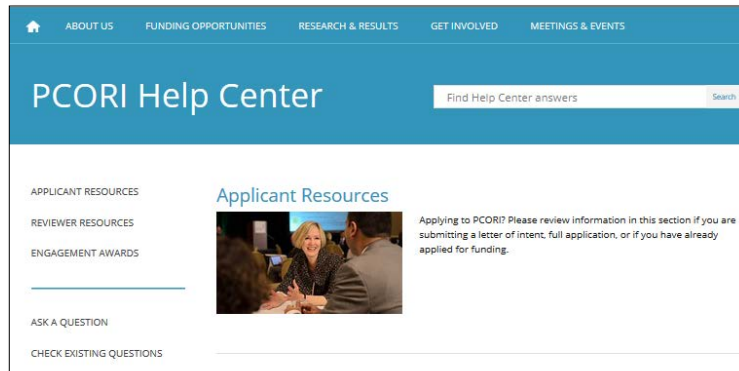 ABOUT US FUNDING OPPORTUNITIES RESEARCH & RESULTS GET INVOLVED MEETINGS & EVENTS
PCORI Help Center
Find Help Center answers Search
APPLICANT RESOURCES
REVIEWER RESOURCES
ENGAGEMENT AWARDS
ASK A QUESTION
CHECK EXISTING QUESTIONS
Applicant Resources
Applying to PCORI? Please review information in this section if you are
submitting a letter of intent, full application, or if you have already
applied for funding.